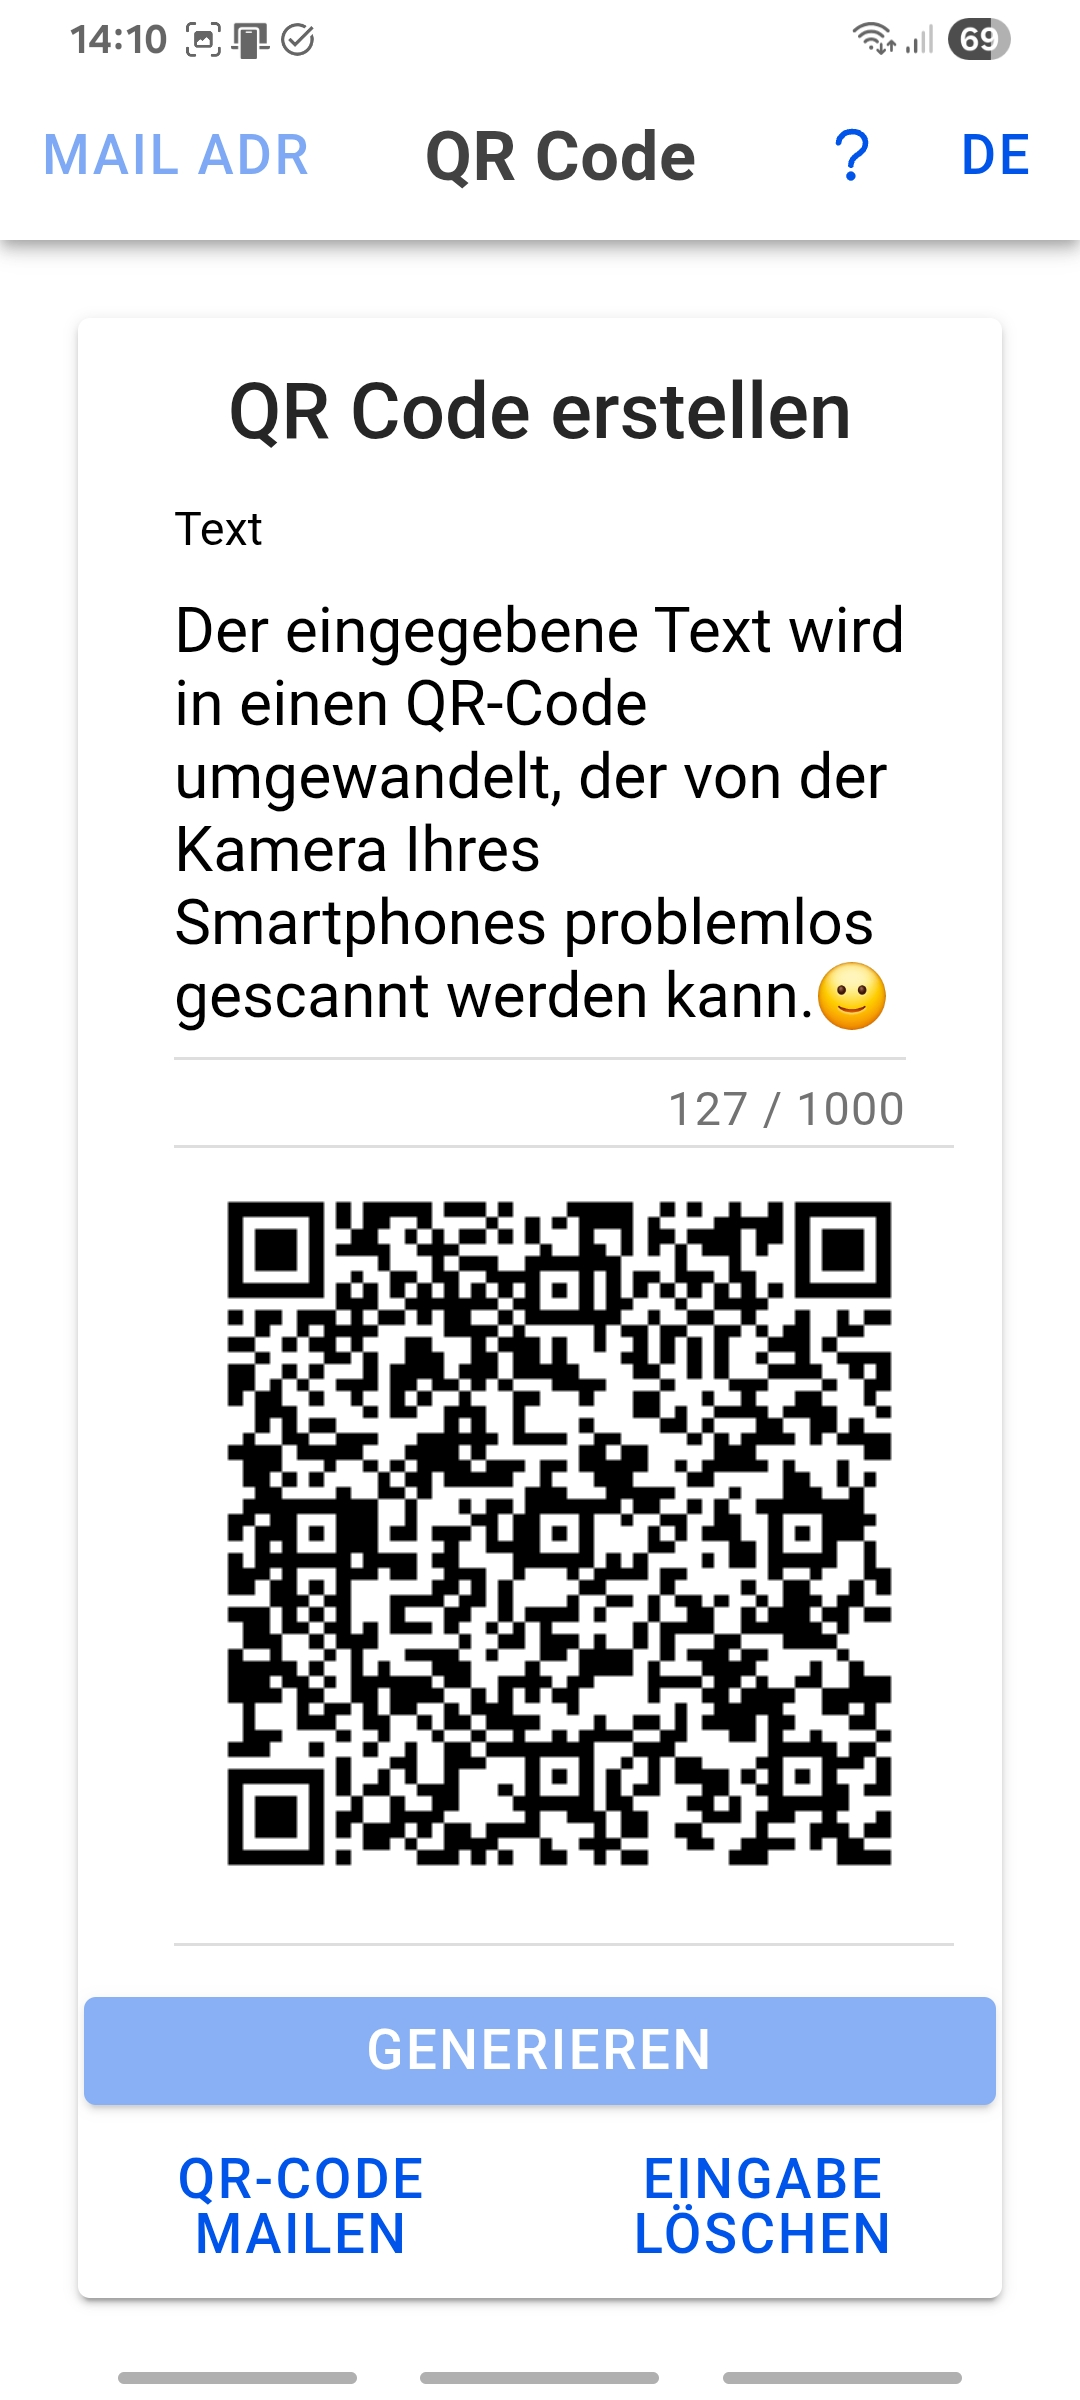 14:10
69
MAIL ADR QR Code ? DE
QR Code erstellen
Text
Der eingegebene Text wird
in einen QR-Code
umgewandelt, der von der
Kamera Ihres
Smartphones problemlos
gescannt werden kann.🙂
127 / 1000
GENERIEREN
QR-CODE
MAILEN
EINGABE
LÖSCHEN